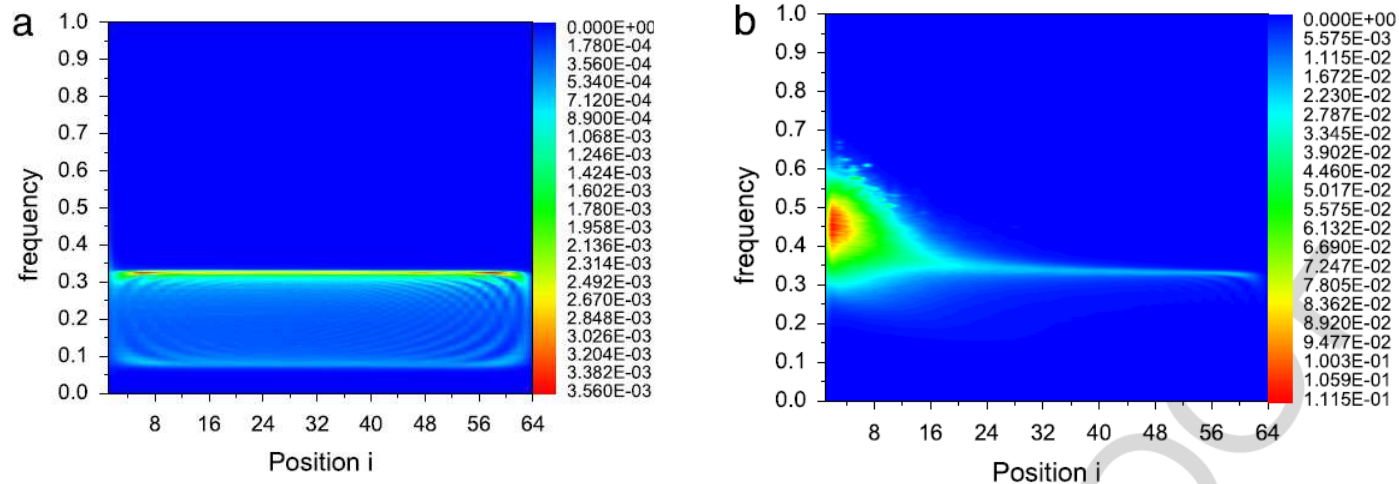 a
frequency
1.0
0.9
0.8
0.7
0.6
0.5
0.4
0.3
0.2
0.1
0.0
8 16 24 32 40 48 56 64
Position i
0.000E+00
1.780E-04
3.560E-04
5.340E-04
7.120E-04
8.900E-04
1.068E-03
1.246E-03
1.424E-03
1.602E-03
1.780E-03
1.958E-03
2.136E-03
2.314E-03
2.492E-03
2.670E-03
2.848E-03
3.026E-03
3.204E-03
3.382E-03
3.560E-03
b
frequency
1.0
0.9
0.8
0.7
0.6
0.5
0.4
0.3
0.2
0.1
0.0
8 16 24 32 40 48 56 64
Position i
0.000E+00
5.575E-03
1.115E-02
1.672E-02
2.230E-02
2.787E-02
3.345E-02
4.902E-02
4.460E-02
5.017E-02
5.575E-02
6.132E-02
6.690E-02
7.247E-02
7.805E-02
8.362E-02
8.920E-02
9.477E-02
1.003E-01
1.059E-01
1.115E-01